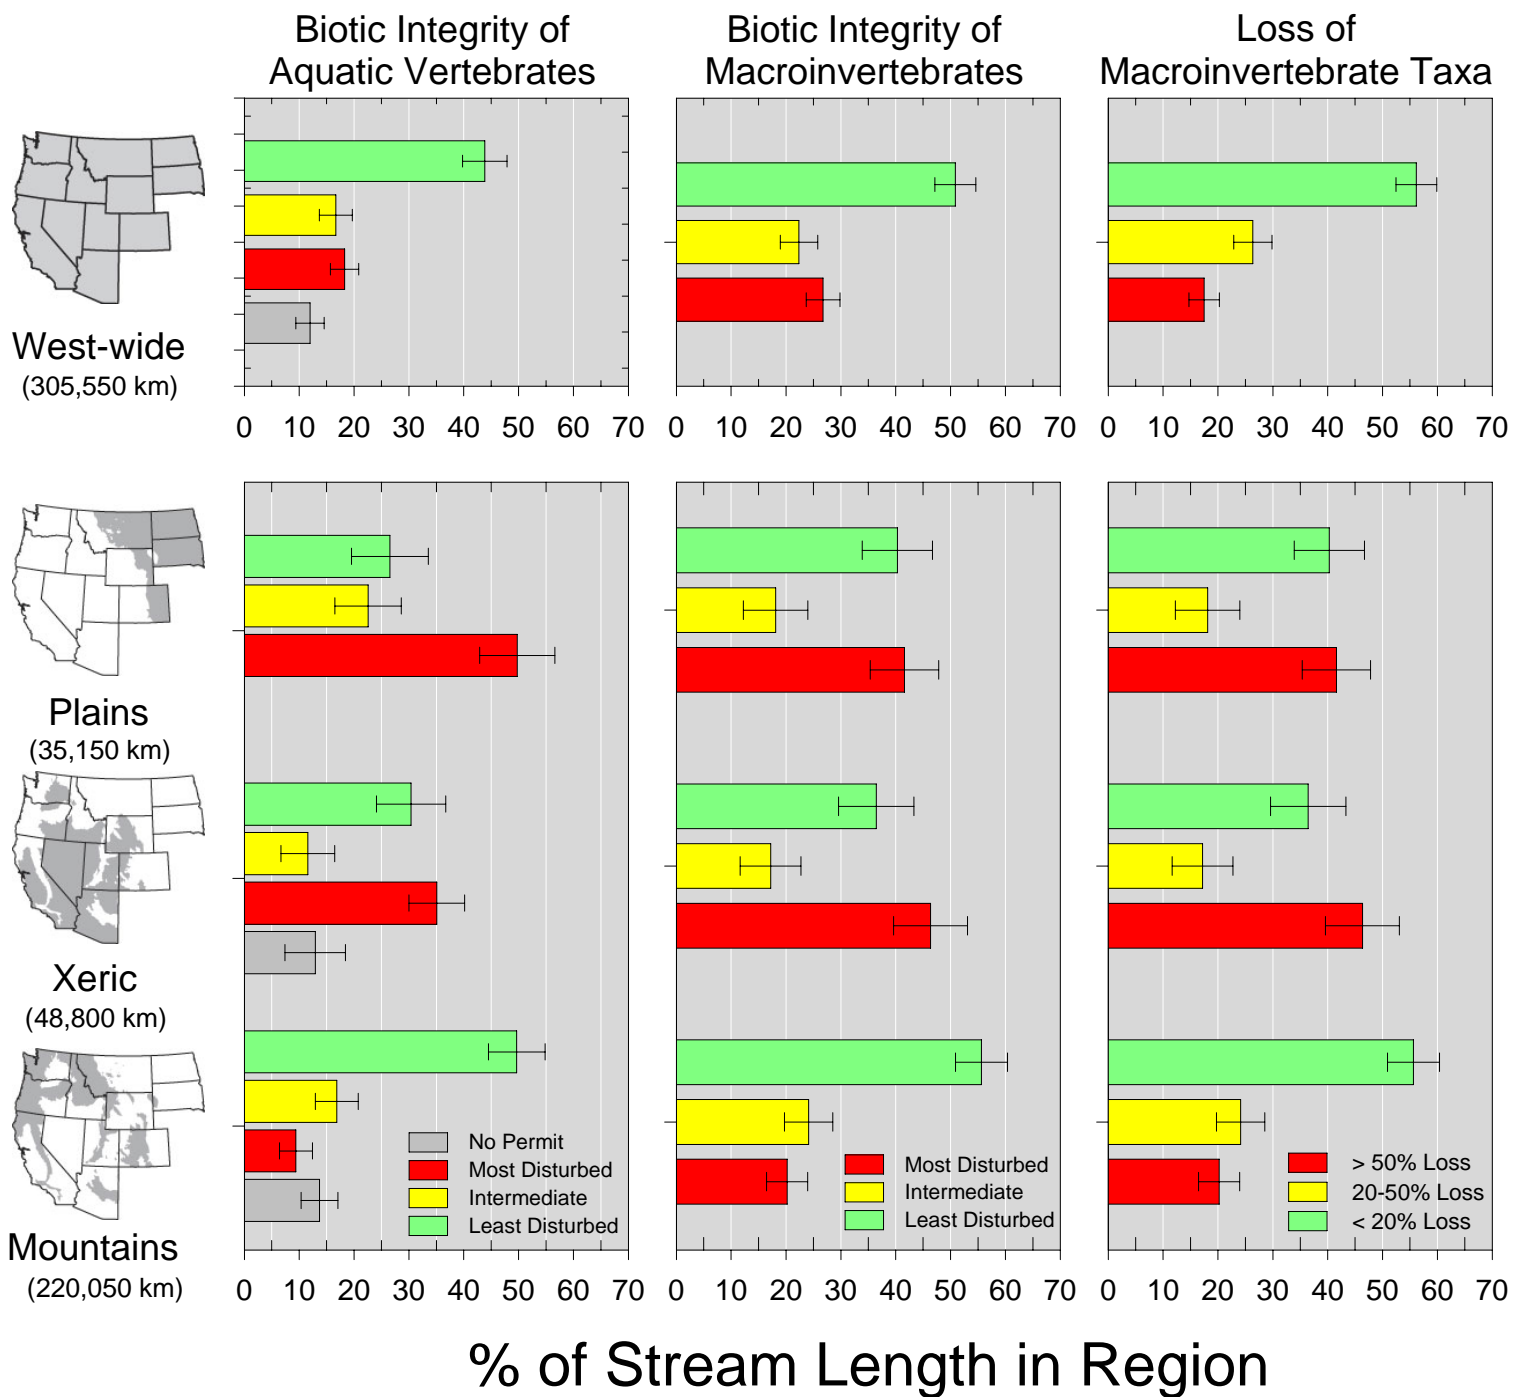 Biotic Integrity of
Aquatic Vertebrates
Biotic Integrity of
Macroinvertebrates
Loss of
Macroinvertebrate Taxa
West-wide
(305,550 km)
0 10 20 30 40 50 60 70
0 10 20 30 40 50 60 70
0 10 20 30 40 50 60 70
Plains
(35,150 km)
Xeric
(48,800 km)
Mountains
(220,050 km)
No Permit
Most Disturbed
Intermediate
Least Disturbed
Most Disturbed
Intermediate
Least Disturbed
> 50% Loss
20-50% Loss
< 20% Loss
0 10 20 30 40 50 60 70
0 10 20 30 40 50 60 70
0 10 20 30 40 50 60 70
% of Stream Length in Region